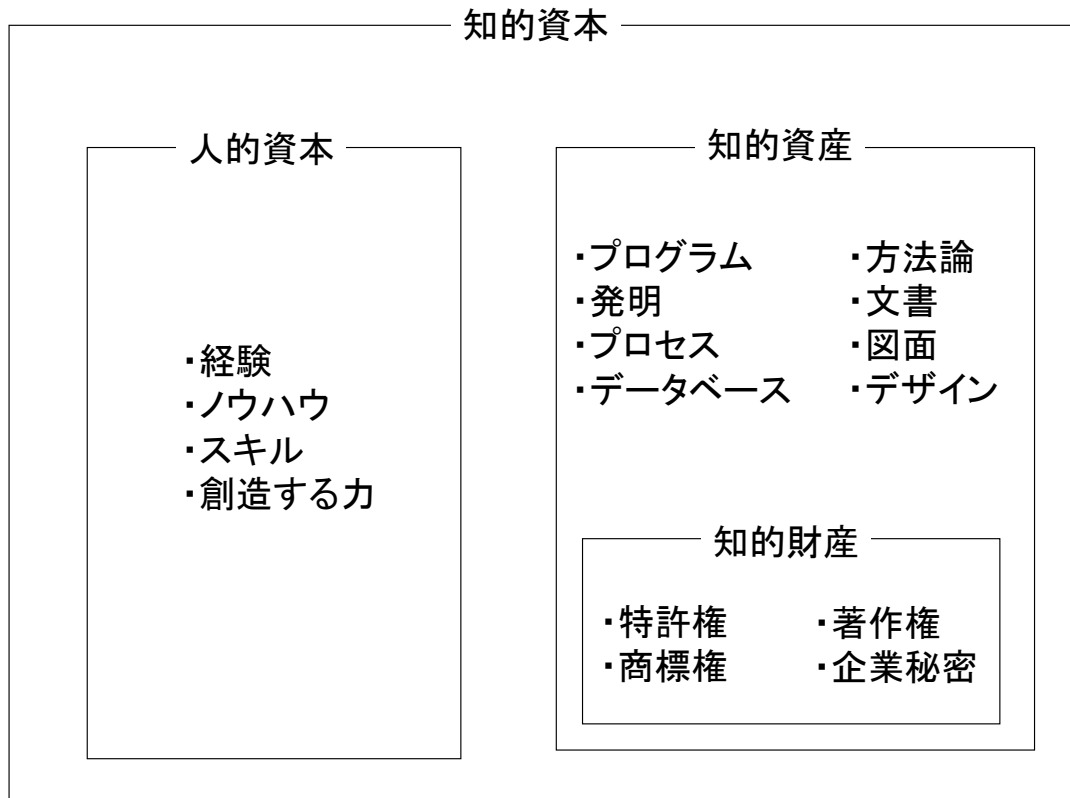 知的資本
人的資本
・経験
・ノウハウ
・スキル
・創造する力
知的資産
・プログラム
・発明
・プロセス
・データベース
・方法論
・文書
・図面
・デザイン
知的財産
・特許権
・商標権
・著作権
・企業秘密